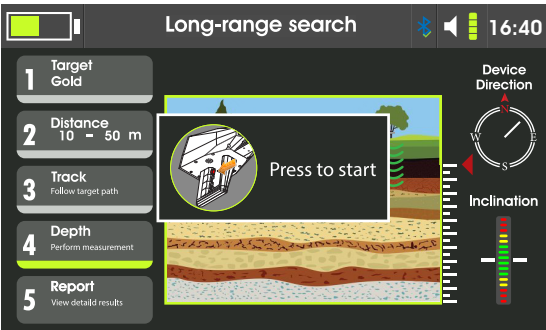 Long-range search
16:40
1 Target
Gold
2 Distance
10 - 50 m
3 Track
Follow target path
4 Depth
Perform measurement
5 Report
View detaild results
Press to start
Device
Direction
N
W E
S
Inclination